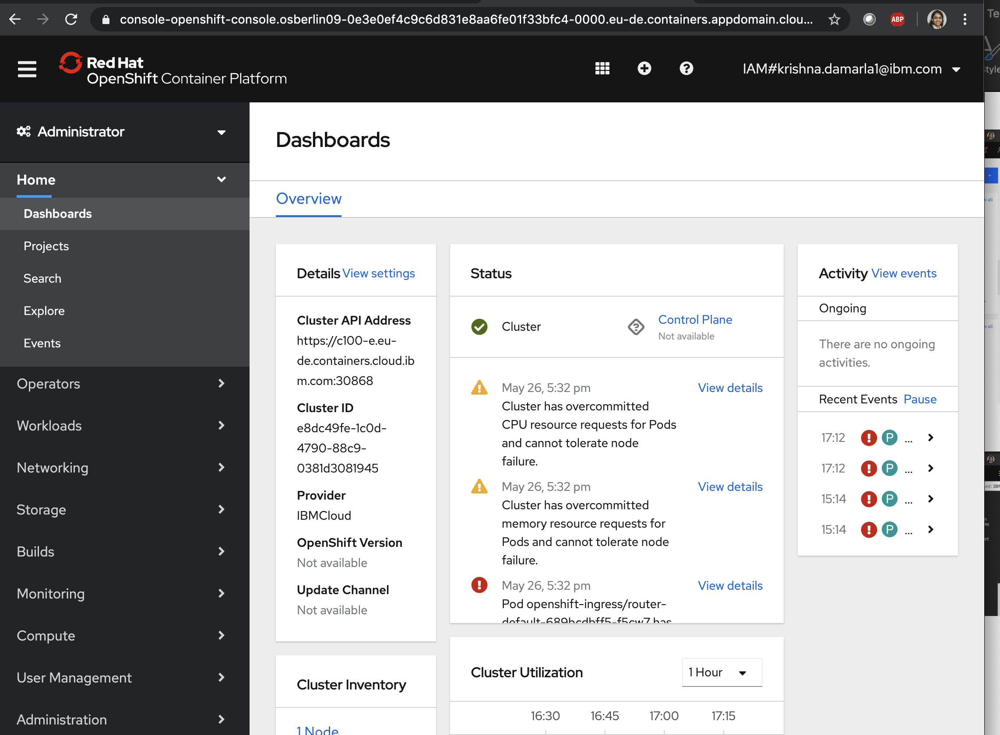 console-openshift-console.osberlin09-0e3e0ef4c9c6d831e8aa6fe01f33bfc4-0000.eu-de.containers.appdomain.clou...
ABP
Red Hat
OpenShift Container Platform
IAM#krishna.damarla1@ibm.com
Administrator
Home
Dashboards
Projects
Search
Explore
Events
Operators
Workloads
Networking
Storage
Builds
Monitoring
Compute
User Management
Administration
Dashboards
Overview
Details View settings
Cluster API Address
https://c100-e.eu-
de.containers.cloud.ib
m.com:30868
Cluster ID
e8dc49fe-1c0d-
4790-88c9-
0381d3081945
Provider
IBMCloud
OpenShift Version
Not available
Update Channel
Not available
Cluster Inventory
1 Node
Status
Cluster
Control Plane
Not available
May 26, 5:32 pm View details
Cluster has overcommitted
CPU resource requests for Pods
and cannot tolerate node
failure.
May 26, 5:32 pm View details
Cluster has overcommitted
memory resource requests for
Pods and cannot tolerate node
failure.
May 26, 5:32 pm View details
Pod openshift-ingress/router-
default-689bcdbff5-f5cw7 has
Cluster Utilization
1 Hour
16:30 16:45 17:00 17:15
Activity View events
Ongoing
There are no ongoing
activities.
Recent Events Pause
17:12 P ...
17:12 P ...
15:14 P ...
15:14 P ...